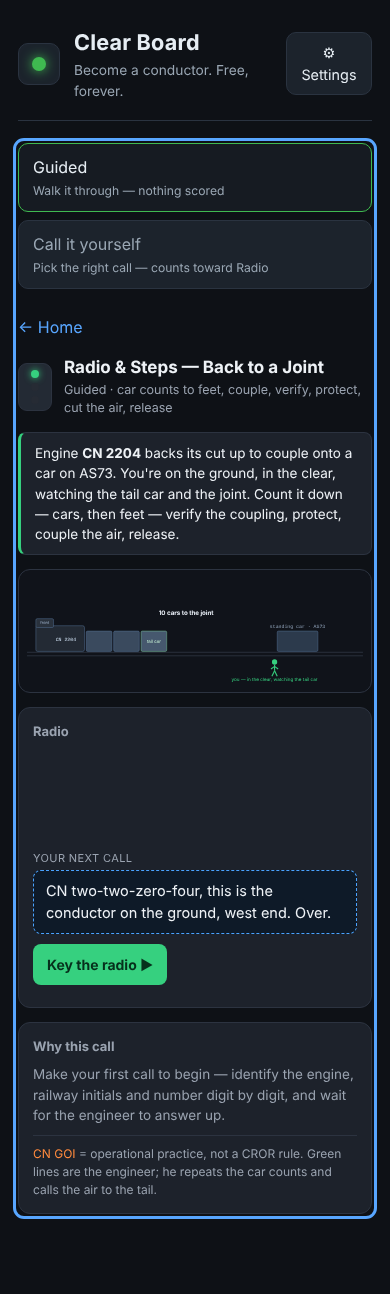 Clear Board
Become a conductor. Free,
forever.
⚙
Settings
Guided
Walk it through — nothing scored
Call it yourself
Pick the right call — counts toward Radio
← Home
Radio & Steps — Back to a Joint
Guided · car counts to feet, couple, verify, protect,
cut the air, release
Engine CN 2204 backs its cut up to couple onto a
car on AS73. You're on the ground, in the clear,
watching the tail car and the joint. Count it down
— cars, then feet — verify the coupling, protect,
couple the air, release.
10 cars to the joint
CN 2204
tail car
standing car · AS73
you — in the clear, watching the tail car
Radio
YOUR NEXT CALL
CN two-two-zero-four, this is the
conductor on the ground, west end. Over.
Key the radio ▶
Why this call
Make your first call to begin — identify the engine,
railway initials and number digit by digit, and wait
for the engineer to answer up.
CN GOI = operational practice, not a CROR rule. Green
lines are the engineer; he repeats the car counts and
calls the air to the tail.